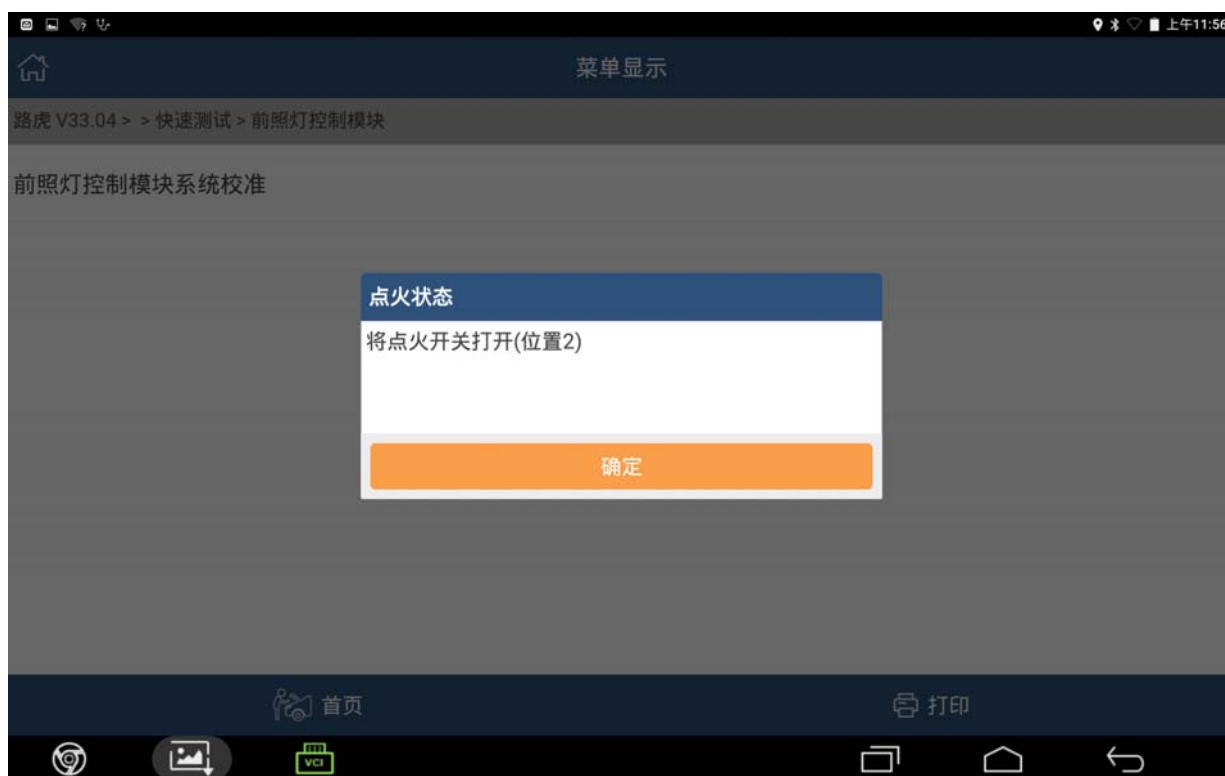 上午11:56
菜单显示
路虎 V33.04 > > 快速测试 > 前照灯控制模块
前照灯控制模块系统校准
点火状态
将点火开关打开(位置2)
确定
首页
打印
VCI